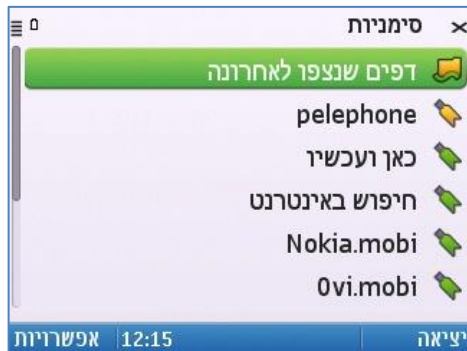 סימניות
דפים שנצפו לאחרונה
pelephone
כאן ועכשיו
חיפוש באינטרנט
Nokia.mobi
Ovi.mobi
יציאה 12:15 אפשרויות